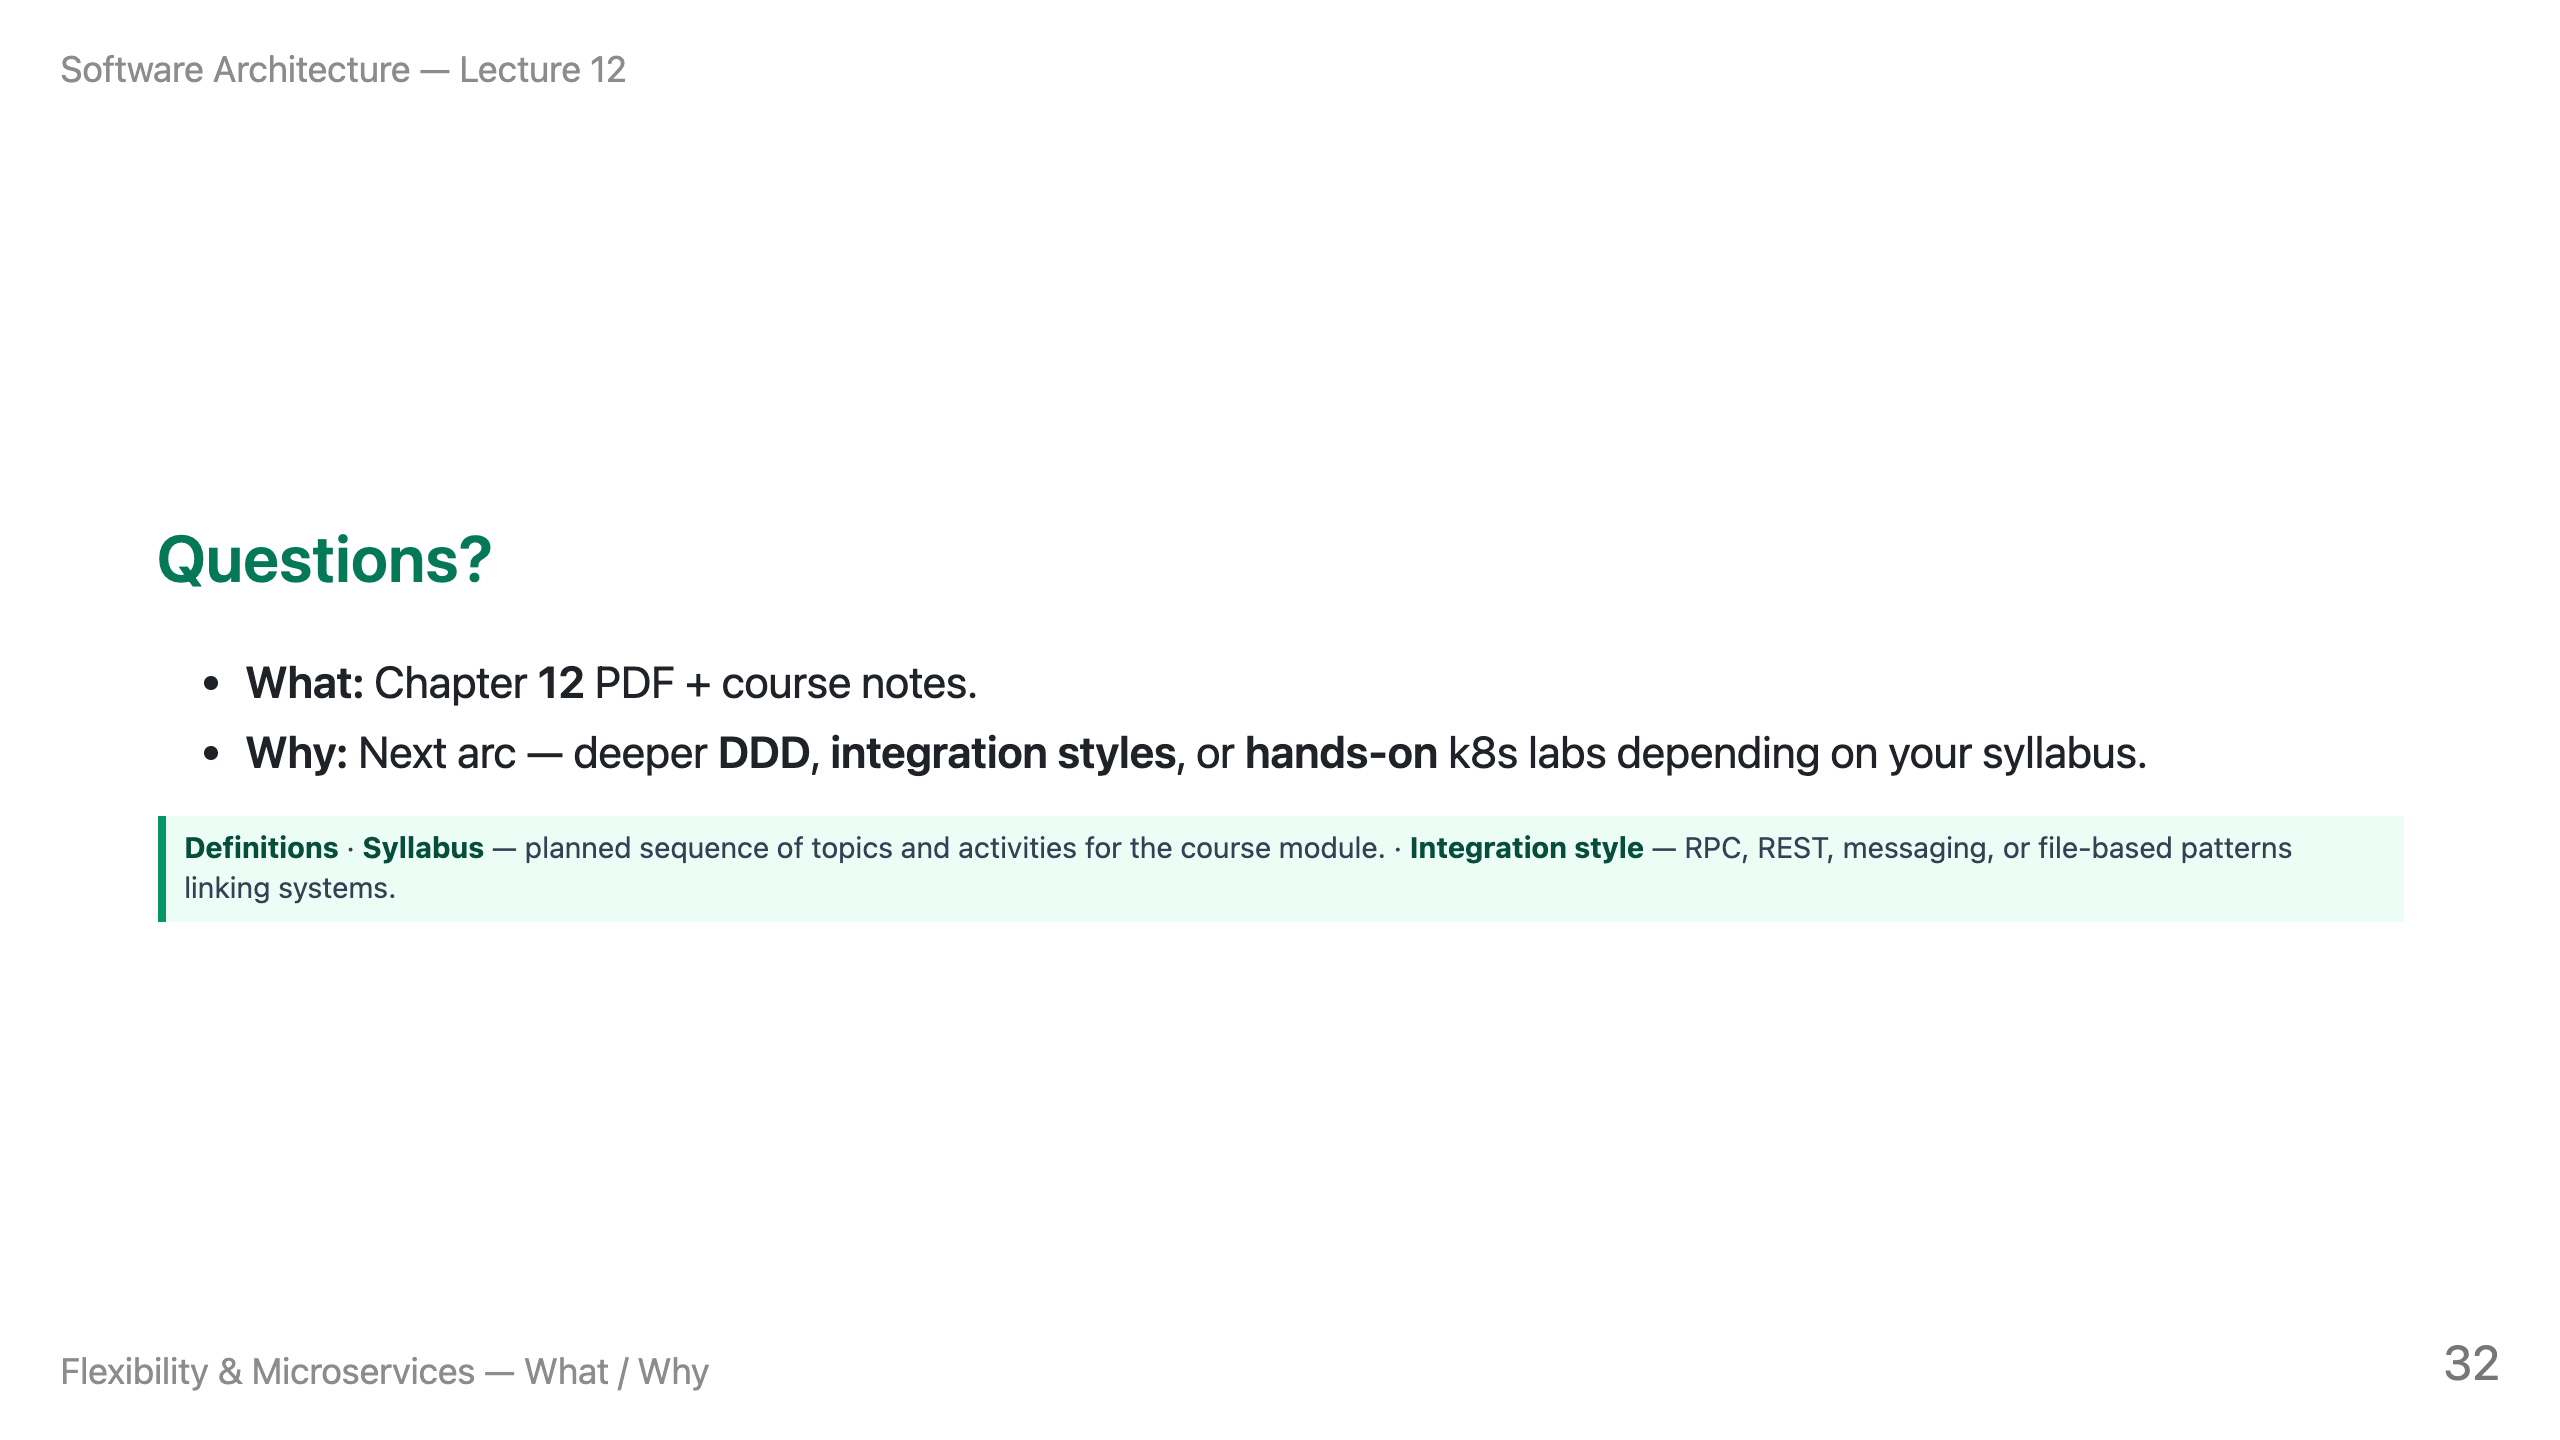 Software Architecture — Lecture 12
Questions?
• What: Chapter 12 PDF + course notes.
• Why: Next arc — deeper DDD, integration styles, or hands-on k8s labs depending on your syllabus.
Definitions · Syllabus — planned sequence of topics and activities for the course module. · Integration style — RPC, REST, messaging, or file-based patterns
linking systems.
Flexibility & Microservices — What / Why
32